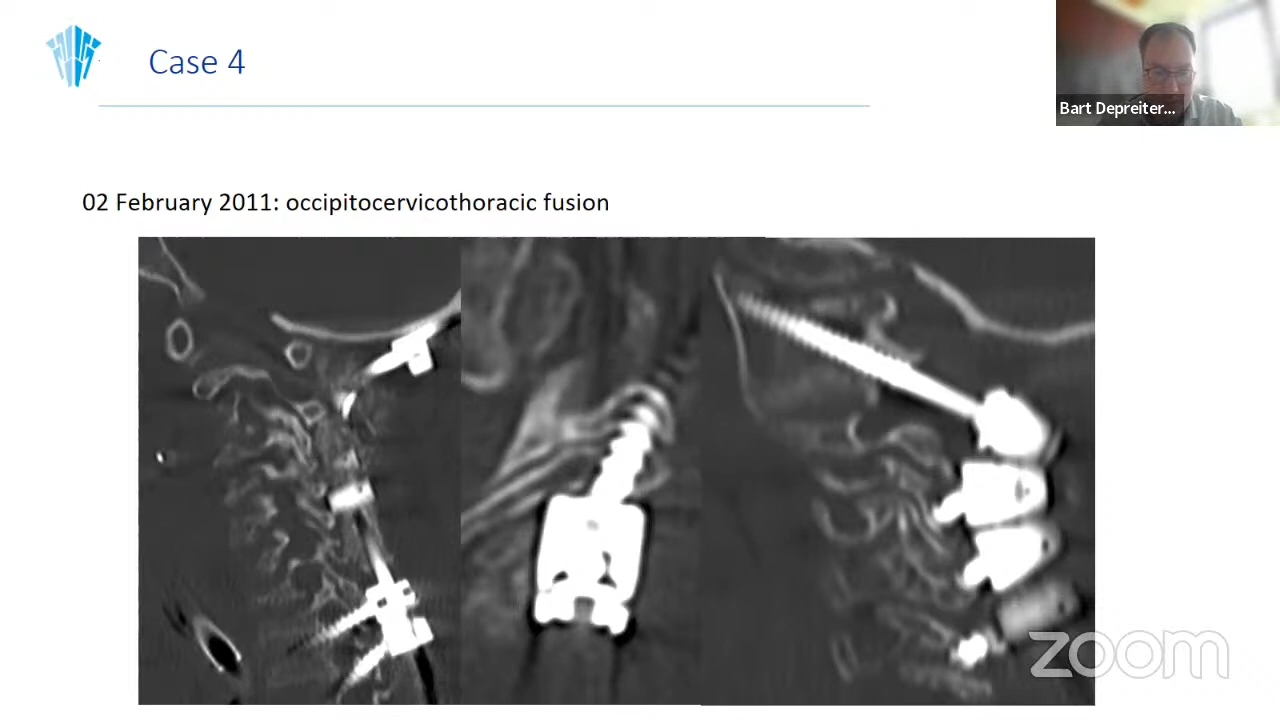 Case 4
Bart Depreiter...
02 February 2011: occipitocervicothoracic fusion
zoom